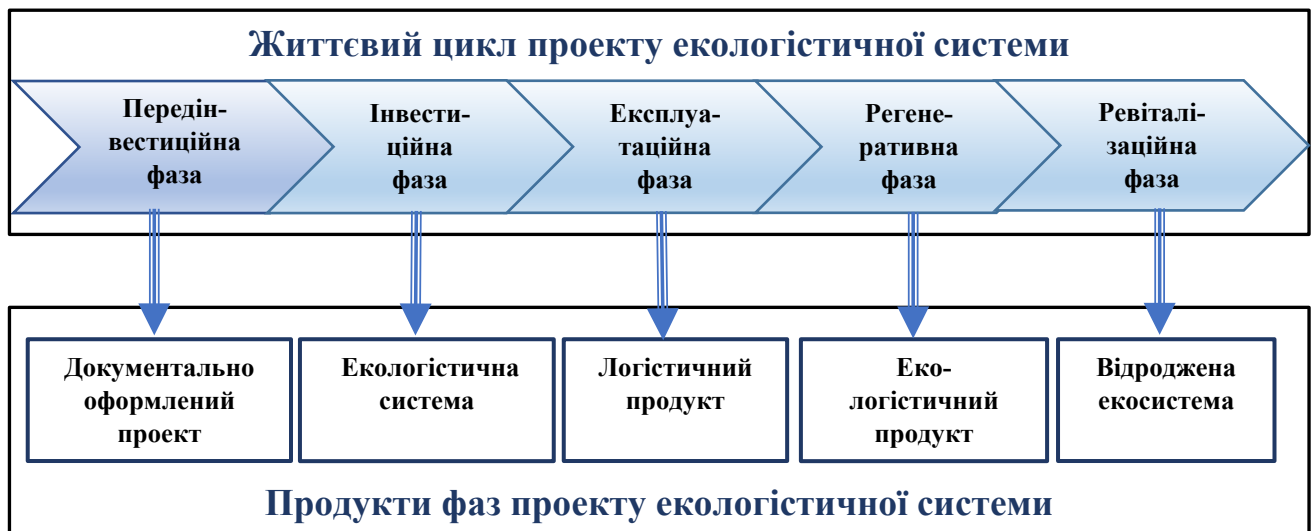 Життєвий цикл проекту екологістичної системи
Передін-
вестиційна
фаза
Інвести-
ційна
фаза
Експлуа-
таційна
фаза
Регене-
ративна
фаза
Ревіталі-
заційна
фаза
Документально
оформлений
проект
Екологістична
система
Логістичний
продукт
Еко-
логістичний
продукт
Відроджена
екосистема
Продукти фаз проекту екологістичної системи